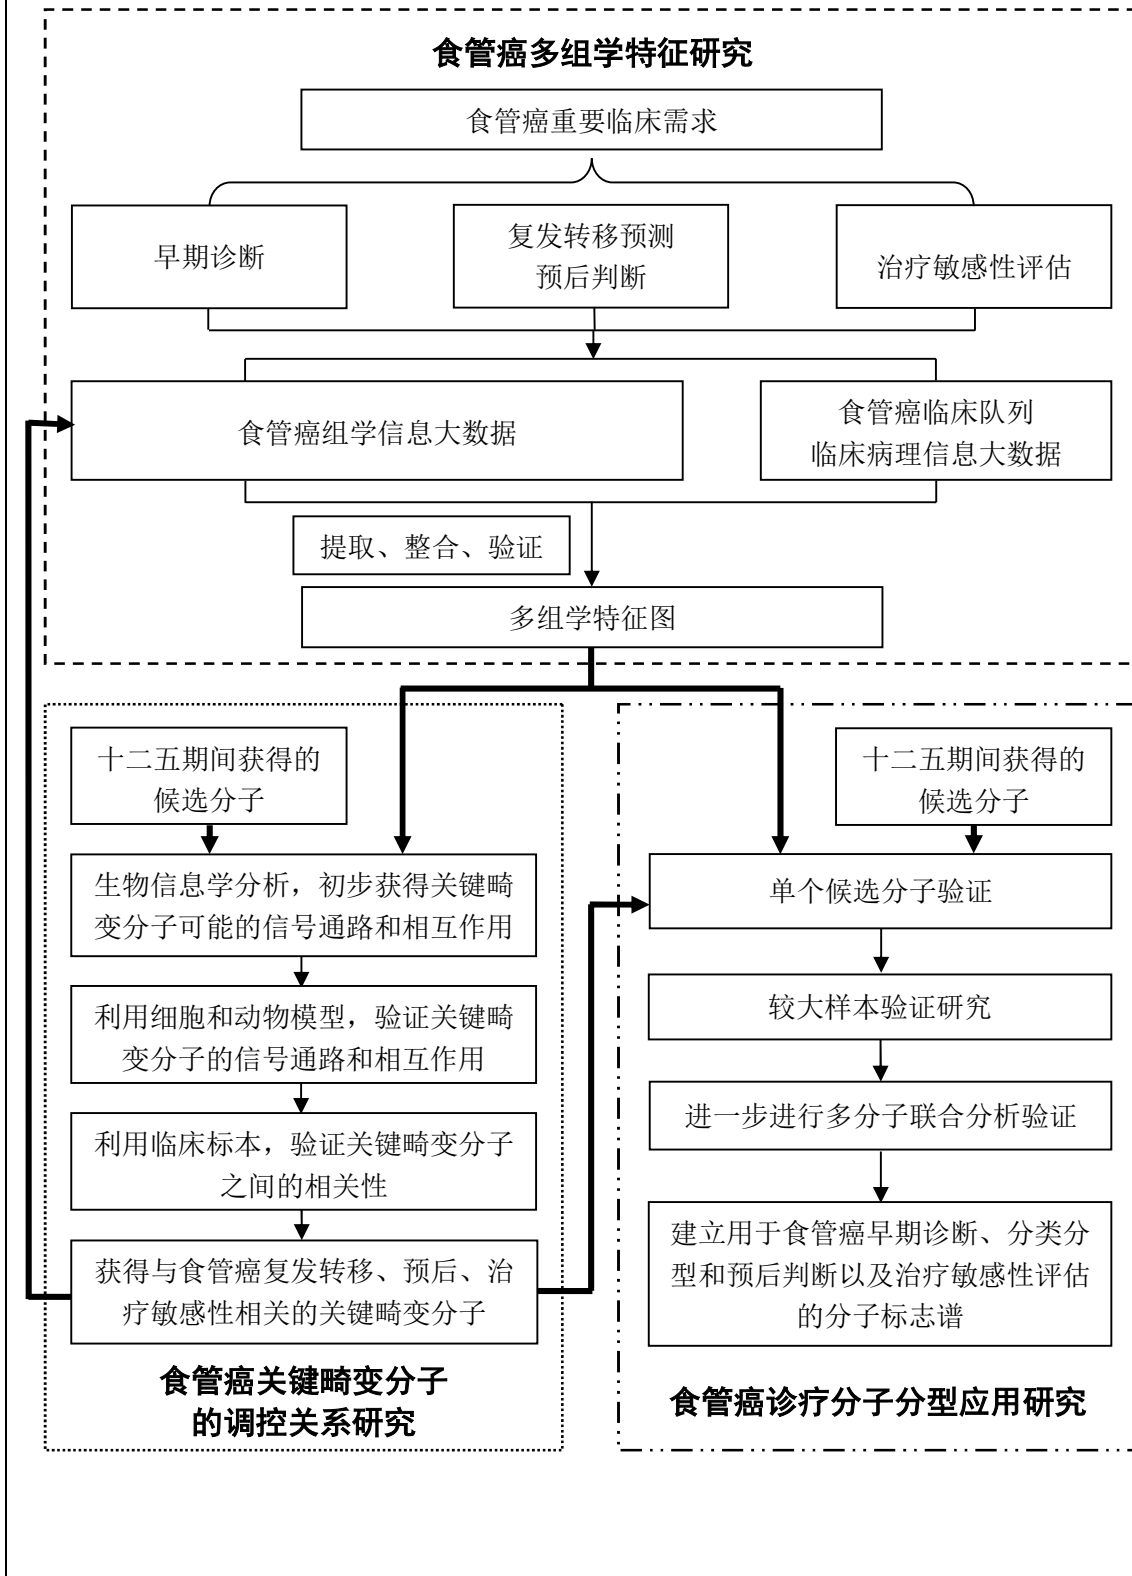 食管癌多组学特征研究
食管癌重要临床需求
早期诊断
复发转移预测
预后判断
治疗敏感性评估
食管癌组学信息大数据
食管癌临床队列
临床病理信息大数据
提取、整合、验证
多组学特征图
十二五期间获得的
候选分子
生物信息学分析，初步获得关键畸
变分子可能的信号通路和相互作用
利用细胞和动物模型，验证关键畸
变分子的信号通路和相互作用
利用临床标本，验证关键畸变分子
之间的相关性
获得与食管癌复发转移、预后、治
疗敏感性相关的关键畸变分子
食管癌关键畸变分子
的调控关系研究
十二五期间获得的
候选分子
单个候选分子验证
较大样本验证研究
进一步进行多分子联合分析验证
建立用于食管癌早期诊断、分类分
型和预后判断以及治疗敏感性评估
的分子标志谱
食管癌诊疗分子分型应用研究